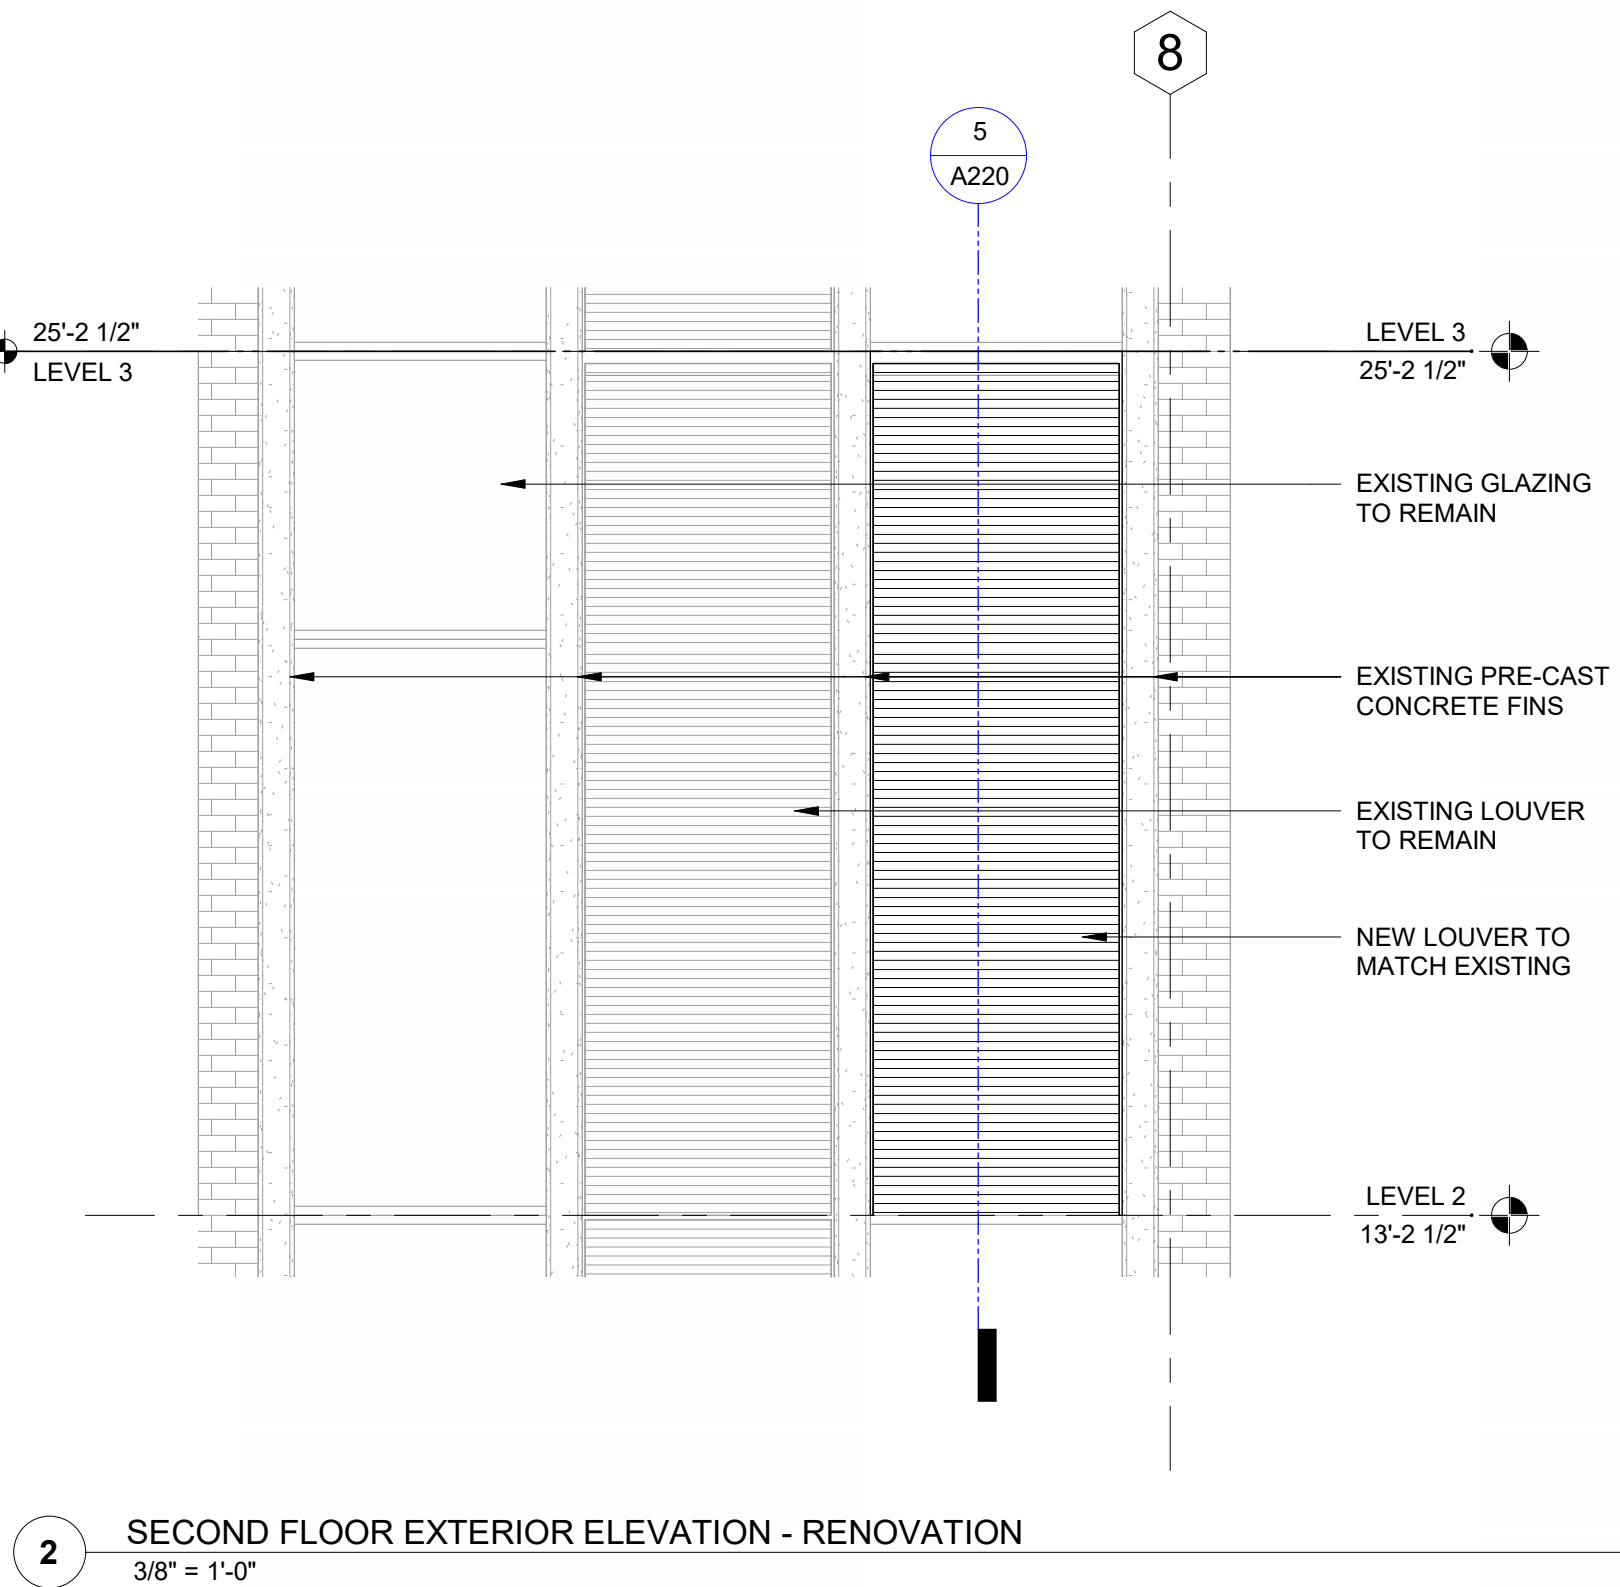 8
5
A220
25'-2 1/2"
LEVEL 3
LEVEL 3
25'-2 1/2"
EXISTING GLAZING
TO REMAIN
EXISTING PRE-CAST
CONCRETE FINS
EXISTING LOUVER
TO REMAIN
NEW LOUVER TO
MATCH EXISTING
LEVEL 2
13'-2 1/2"
2
SECOND FLOOR EXTERIOR ELEVATION - RENOVATION
3/8" = 1'-0"